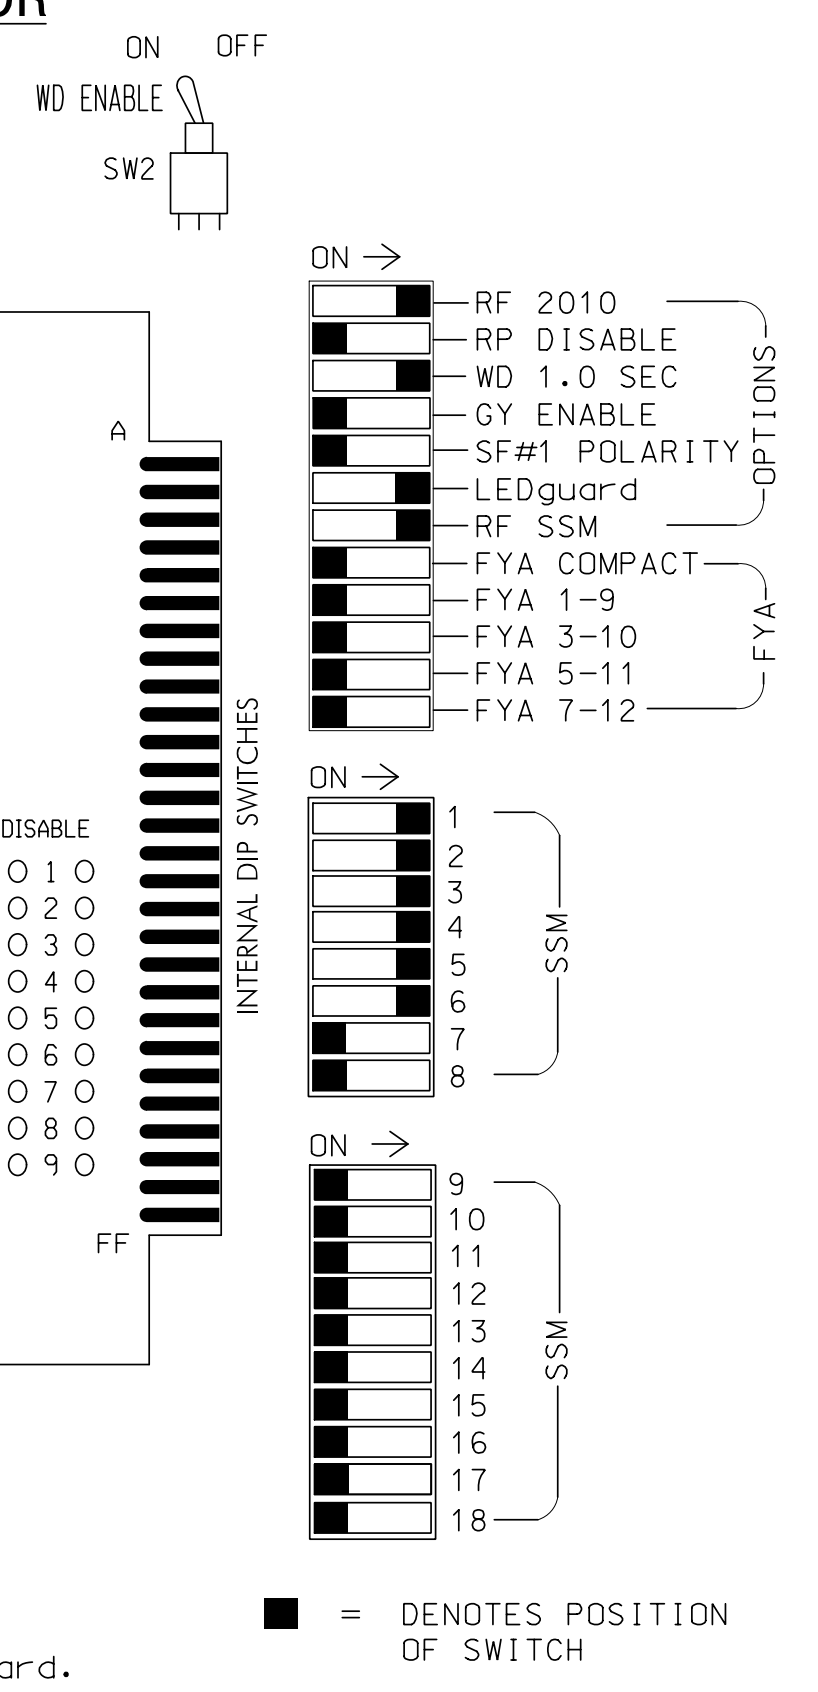 OR
ON OFF
WD ENABLE
SW2
ON
RF 2010
RP DISABLE
WD 1.0 SEC
GY ENABLE
SF#1 POLARITY
LEDguard
RF SSM
OPTIONS
FYA COMPACT
FYA 1-9
FYA 3-10
FYA 5-11
FYA 7-12
FYA
A
FF
INTERNAL DIP SWITCHES
DISABLE
1
2
3
4
5
6
7
8
9
ON
1
2
3
4
5
6
7
8
SSM
ON
9
10
11
12
13
14
15
16
17
18
SSM
= DENOTES POSITION
OF SWITCH
ard.